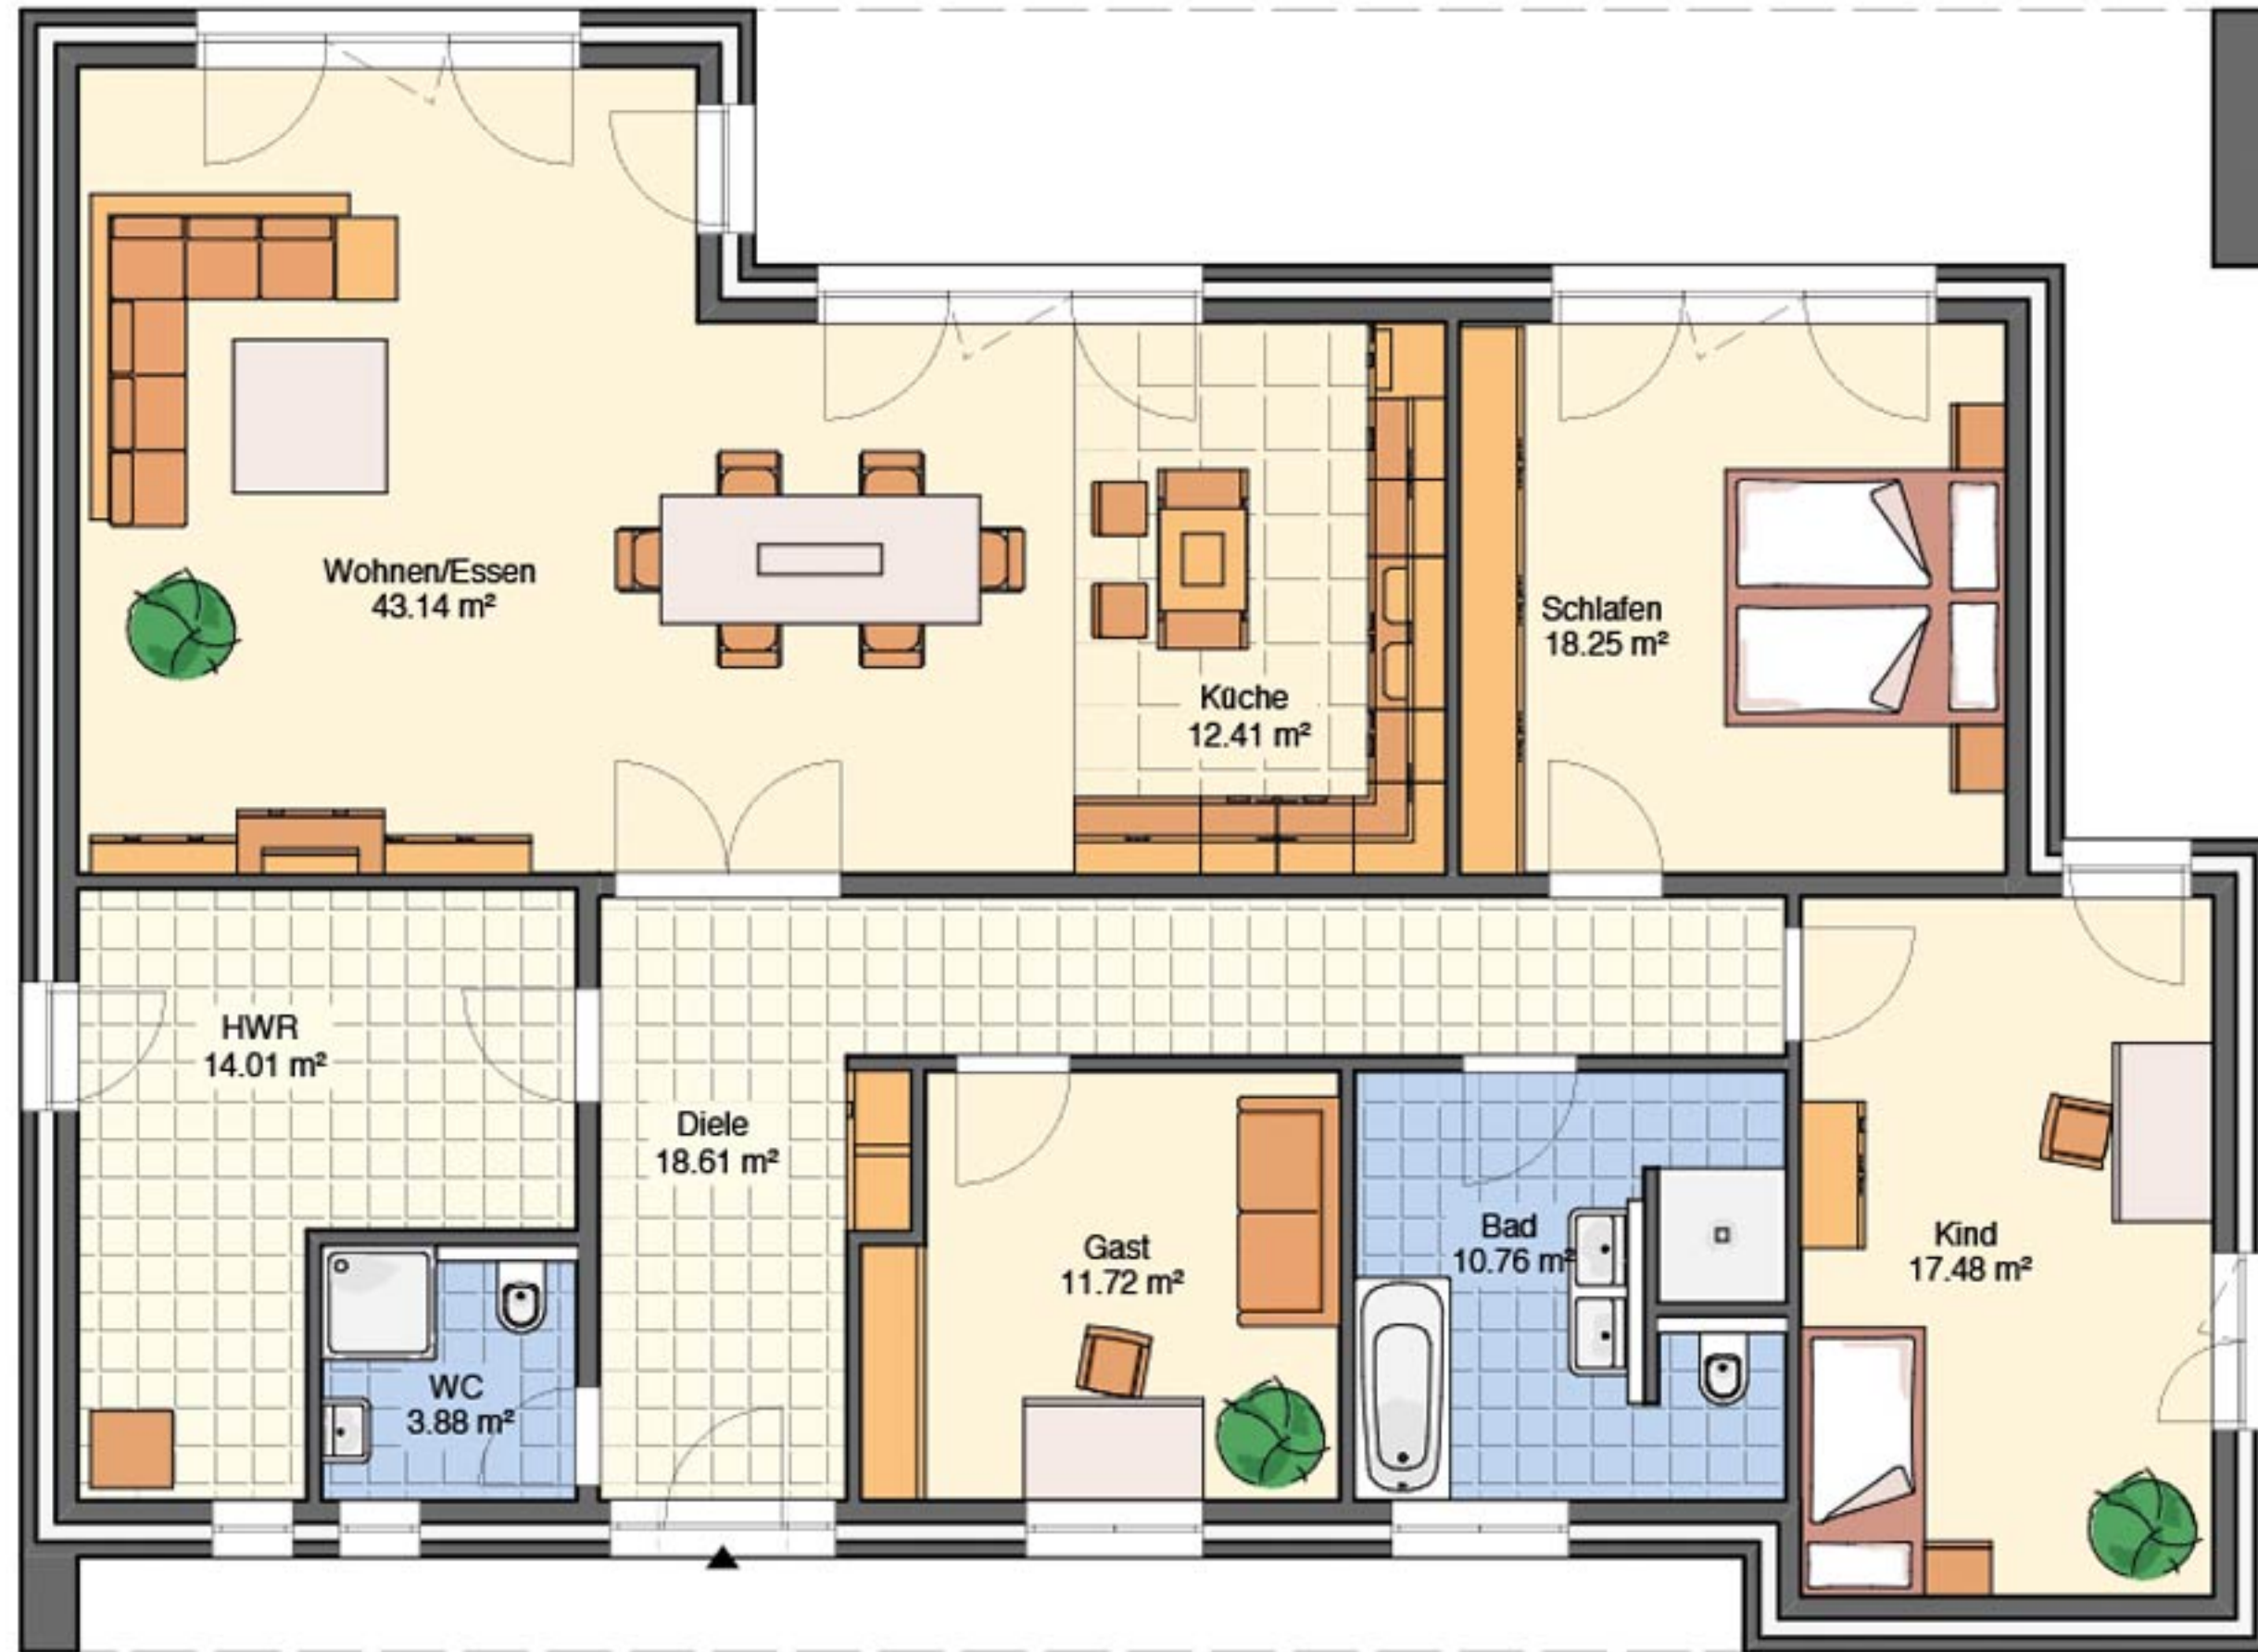 Wohnen/Essen
43.14 m²
Küche
12.41 m²
Schlafen
18.25 m²
HWR
14.01 m²
Diele
18.61 m²
WC
3.88 m²
Gast
11.72 m²
Bad
10.76 m²
Kind
17.48 m²